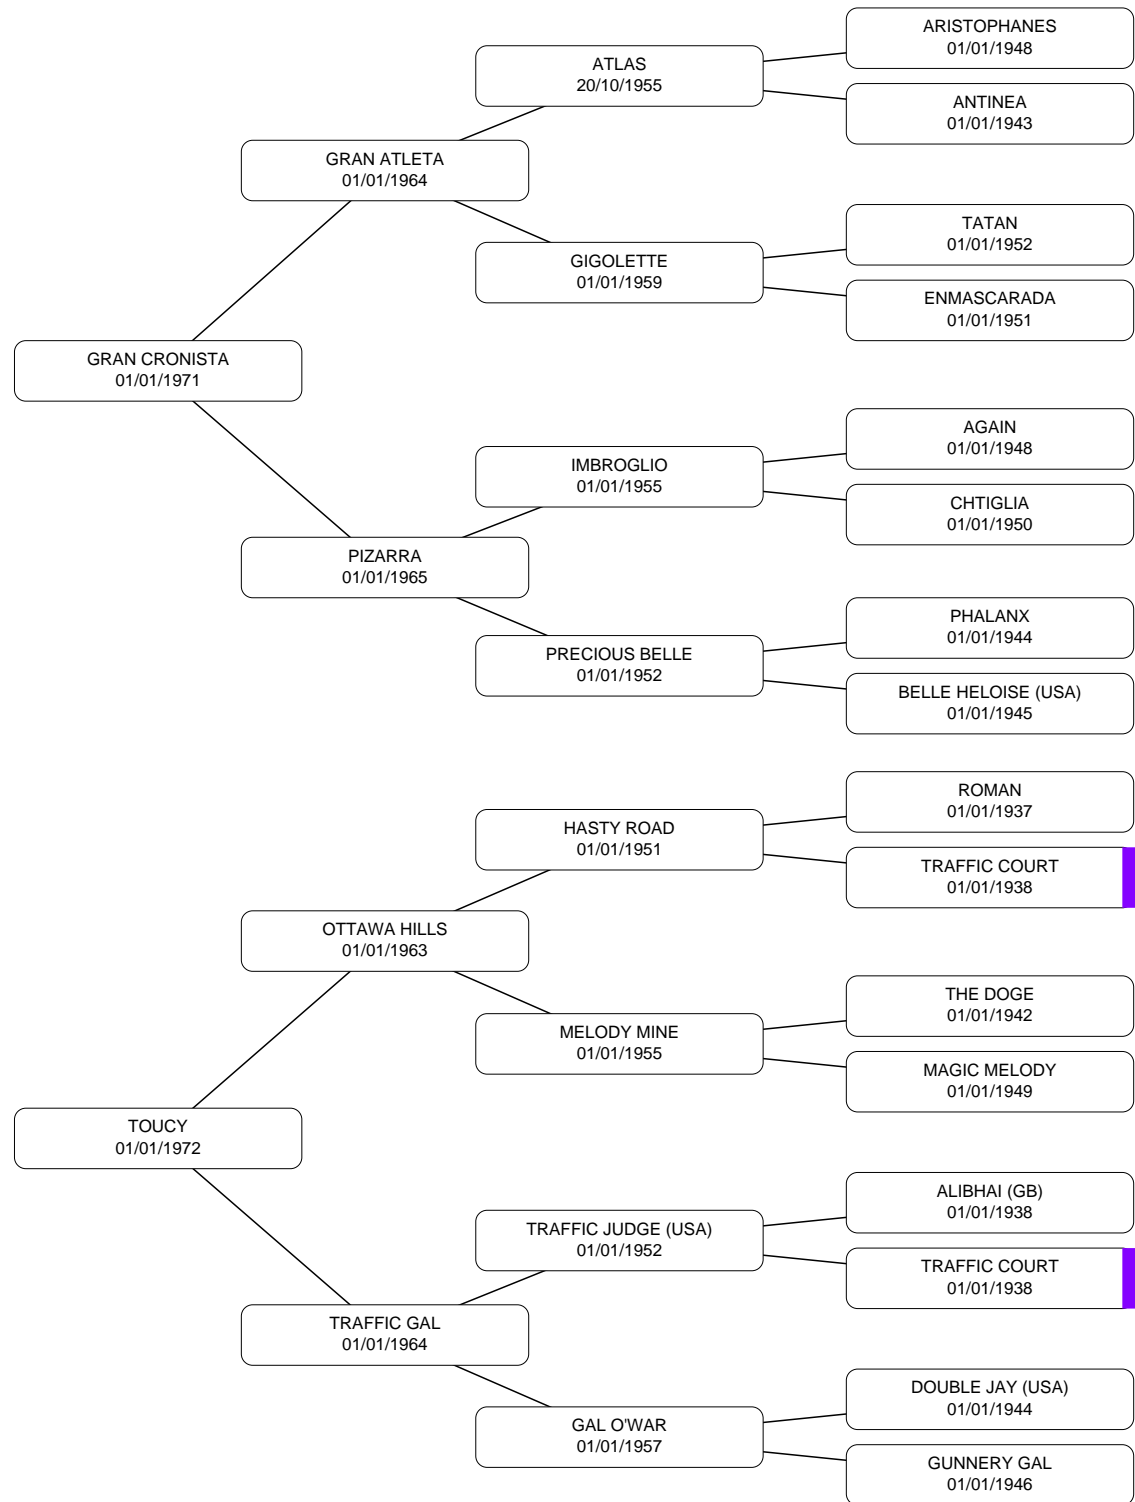 ARISTOPHANES
01/01/1948
ATLAS
20/10/1955
ANTINEA
01/01/1943
GRAN ATLETA
01/01/1964
TATAN
01/01/1952
GIGOLETTE
01/01/1959
ENMASCARADA
01/01/1951
GRAN CRONISTA
01/01/1971
AGAIN
01/01/1948
IMBROGLIO
01/01/1955
CHTIGLIA
01/01/1950
PIZARRA
01/01/1965
PHALANX
01/01/1944
PRECIOUS BELLE
01/01/1952
BELLE HELOISE (USA)
01/01/1945
ROMAN
01/01/1937
HASTY ROAD
01/01/1951
TRAFFIC COURT
01/01/1938
OTTAWA HILLS
01/01/1963
THE DOGE
01/01/1942
MELODY MINE
01/01/1955
MAGIC MELODY
01/01/1949
TOUCY
01/01/1972
ALIBHAI (GB)
01/01/1938
TRAFFIC JUDGE (USA)
01/01/1952
TRAFFIC COURT
01/01/1938
TRAFFIC GAL
01/01/1964
DOUBLE JAY (USA)
01/01/1944
GAL O'WAR
01/01/1957
GUNNERY GAL
01/01/1946